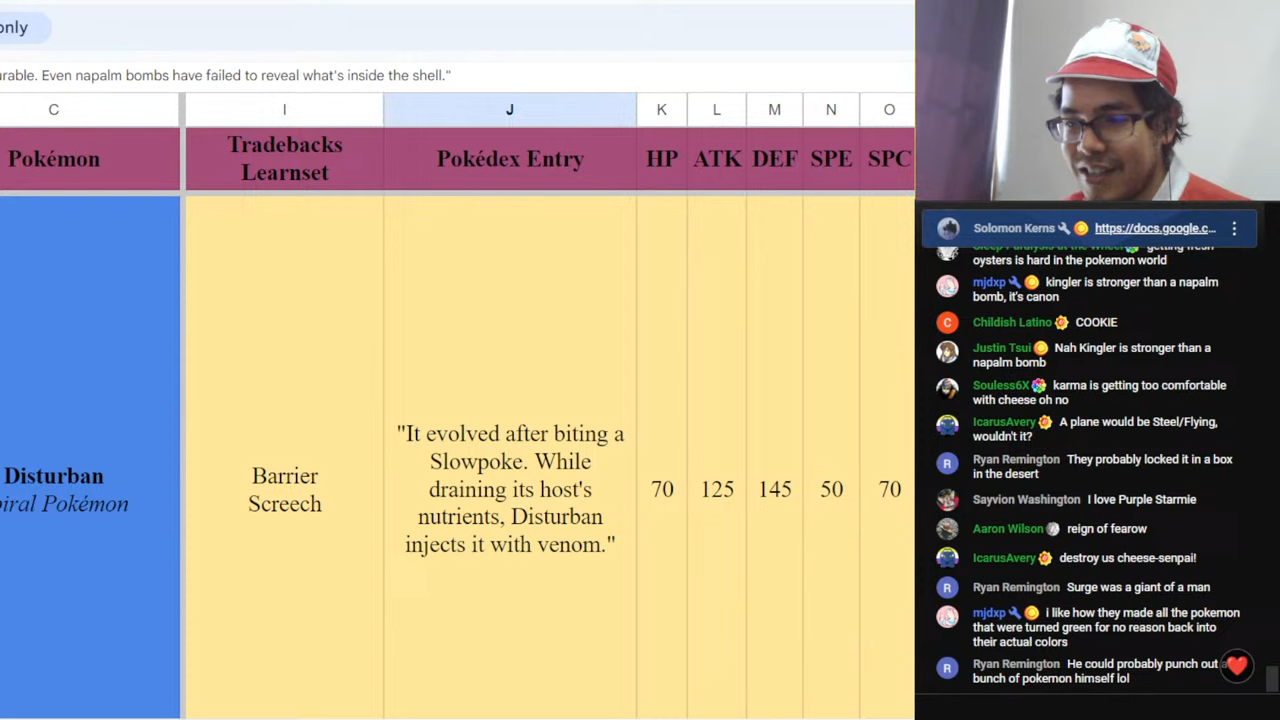 only
rable. Even napalm bombs have failed to reveal what's inside the shell."
C I J K L M N O
Pokémon
Tradebacks
Learnset
Pokédex Entry
HP ATK DEF SPE SPC
Disturban
piral Pokémon
Barrier
Screech
"It evolved after biting a
Slowpoke. While
draining its host's
nutrients, Disturban
injects it with venom."
70 125 145 50 70
Solomon Kerns https://docs.google.c...
getting fresh
oysters is hard in the pokemon world
mjdxp kingler is stronger than a napalm
bomb, it's canon
C Childish Latino COOKIE
Justin Tsui Nah Kingler is stronger than a
napalm bomb
Souless6X karma is getting too comfortable
with cheese oh no
IcarusAvery A plane would be Steel/Flying,
wouldn't it?
R Ryan Remington They probably locked it in a box
in the desert
Sayvion Washington I love Purple Starmie
Aaron Wilson reign of fearow
IcarusAvery destroy us cheese-senpai!
R Ryan Remington Surge was a giant of a man
mjdxp i like how they made all the pokemon
that were turned green for no reason back into
their actual colors
R Ryan Remington He could probably punch out a
bunch of pokemon himself lol